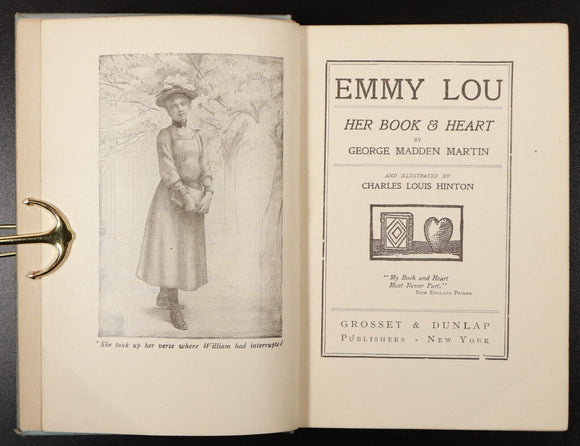 "She took up her verse where William had interrupted
EMMY LOU
HER BOOK & HEART
BY
GEORGE MADDEN MARTIN
AND ILLUSTRATED BY
CHARLES LOUIS HINTON
"My Book and Heart
Must Never Part."
NEW ENGLAND PRIMER
GROSSET & DUNLAP
PUBLISHERS - NEW YORK